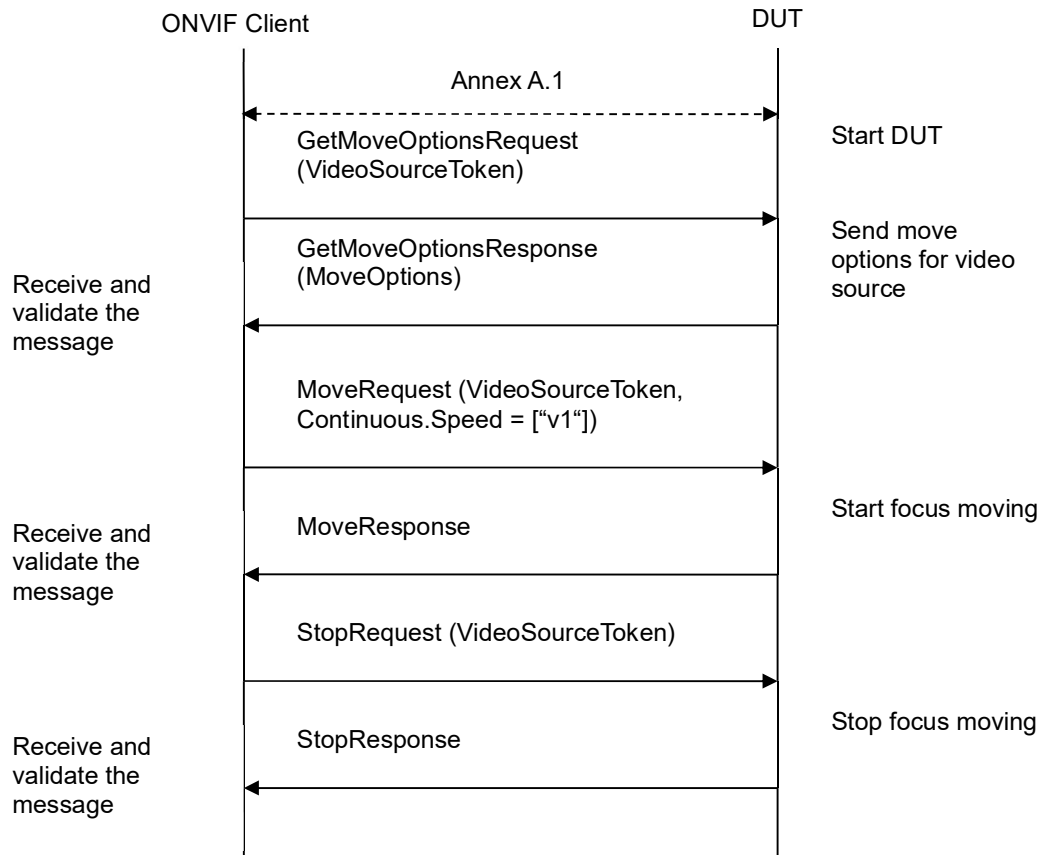 ONVIF Client
DUT
Annex A.1
Start DUT
GetMoveOptionsRequest
(VideoSourceToken)
Send move
options for video
source
GetMoveOptionsResponse
(MoveOptions)
Receive and
validate the
message
MoveRequest (VideoSourceToken,
Continuous.Speed = [“v1“])
Start focus moving
MoveResponse
Receive and
validate the
message
StopRequest (VideoSourceToken)
Stop focus moving
StopResponse
Receive and
validate the
message